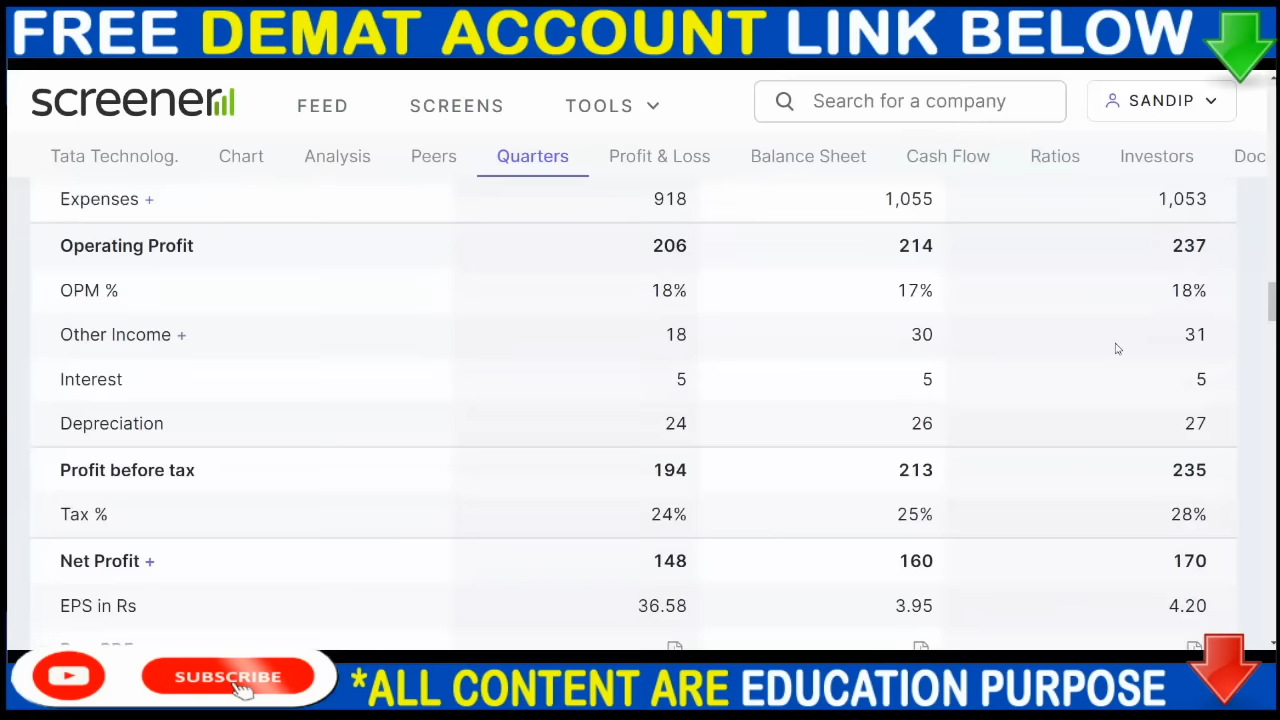 FREE DEMAT ACCOUNT LINK BELOW
screener FEED SCREENS TOOLS Search for a company SANDIP
Tata Technolog. Chart Analysis Peers Quarters Profit & Loss Balance Sheet Cash Flow Ratios Investors Doc
Expenses + 918 1,055 1,053
Operating Profit 206 214 237
OPM % 18% 17% 18%
Other Income + 18 30 31
Interest 5 5 5
Depreciation 24 26 27
Profit before tax 194 213 235
Tax % 24% 25% 28%
Net Profit + 148 160 170
EPS in Rs 36.58 3.95 4.20
SUBSCRIBE *ALL CONTENT ARE EDUCATION PURPOSE